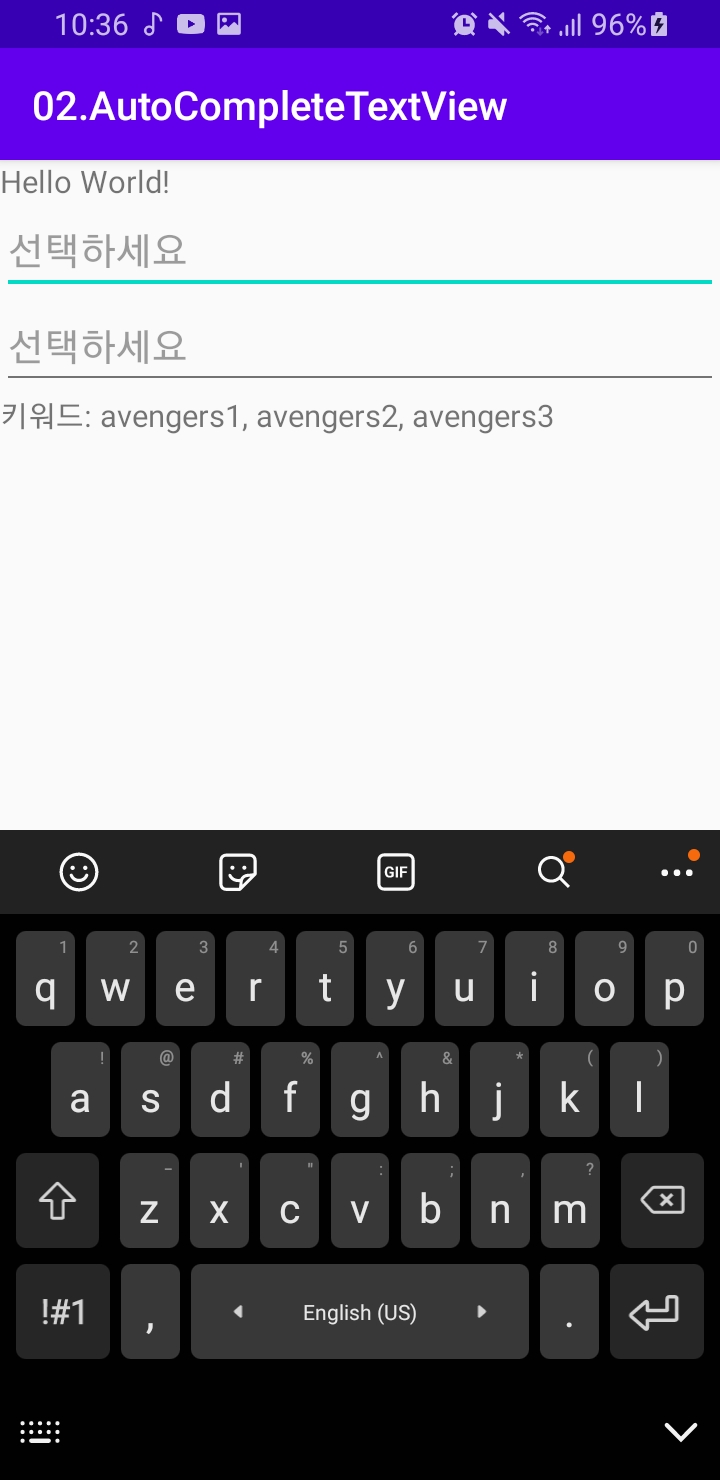 10:36 96%
02.AutoCompleteTextView
Hello World!
선택하세요
선택하세요
키워드: avengers1, avengers2, avengers3
GIF
1 2 3 4 5 6 7 8 9 0
q w e r t y u i o p
! @ # % ^ & * ( )
a s d f g h j k l
- ' " : ; , ?
z x c v b n m
!#1 , English (US) .